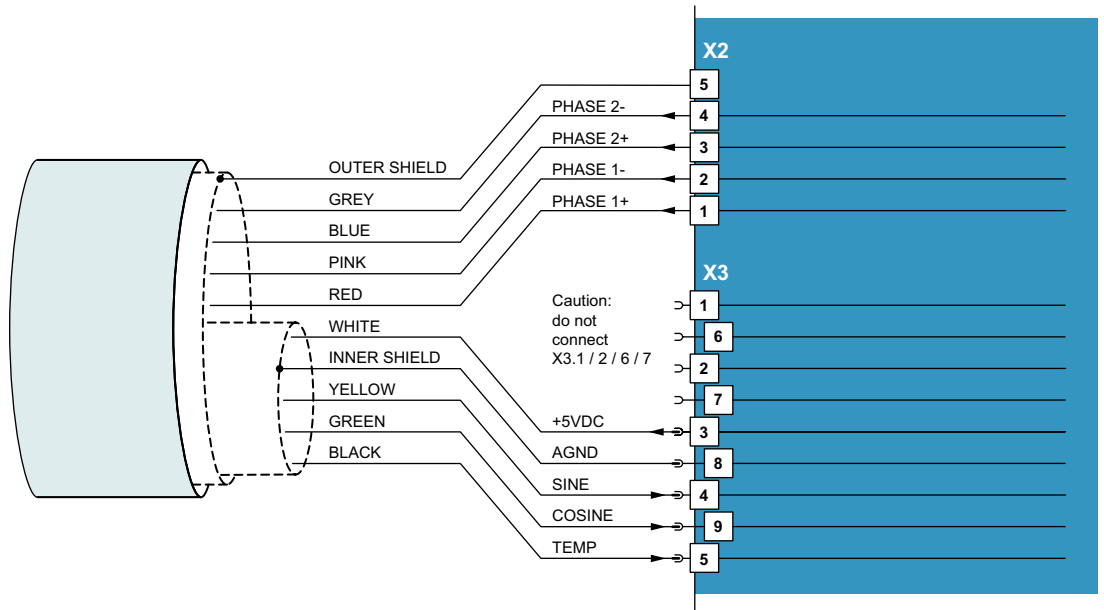 X2
5
PHASE 2-
4
PHASE 2+
3
OUTER SHIELD
PHASE 1-
2
GREY
PHASE 1+
1
BLUE
PINK
X3
RED
Caution:
do not
connect
X3.1 / 2 / 6 / 7
1
WHITE
6
INNER SHIELD
2
YELLOW
7
GREEN
+5VDC
3
BLACK
AGND
8
SINE
4
COSINE
9
TEMP
5